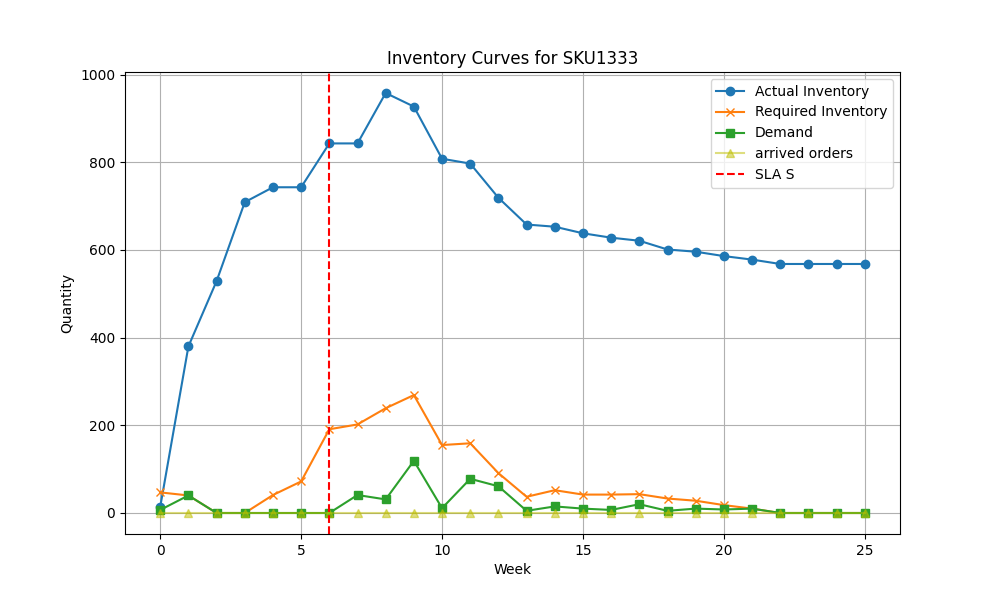 Inventory Curves for SKU1333
1000
800
600
400
200
0
Quantity
Actual Inventory
Required Inventory
Demand
arrived orders
SLA S
0 5 10 15 20 25
Week